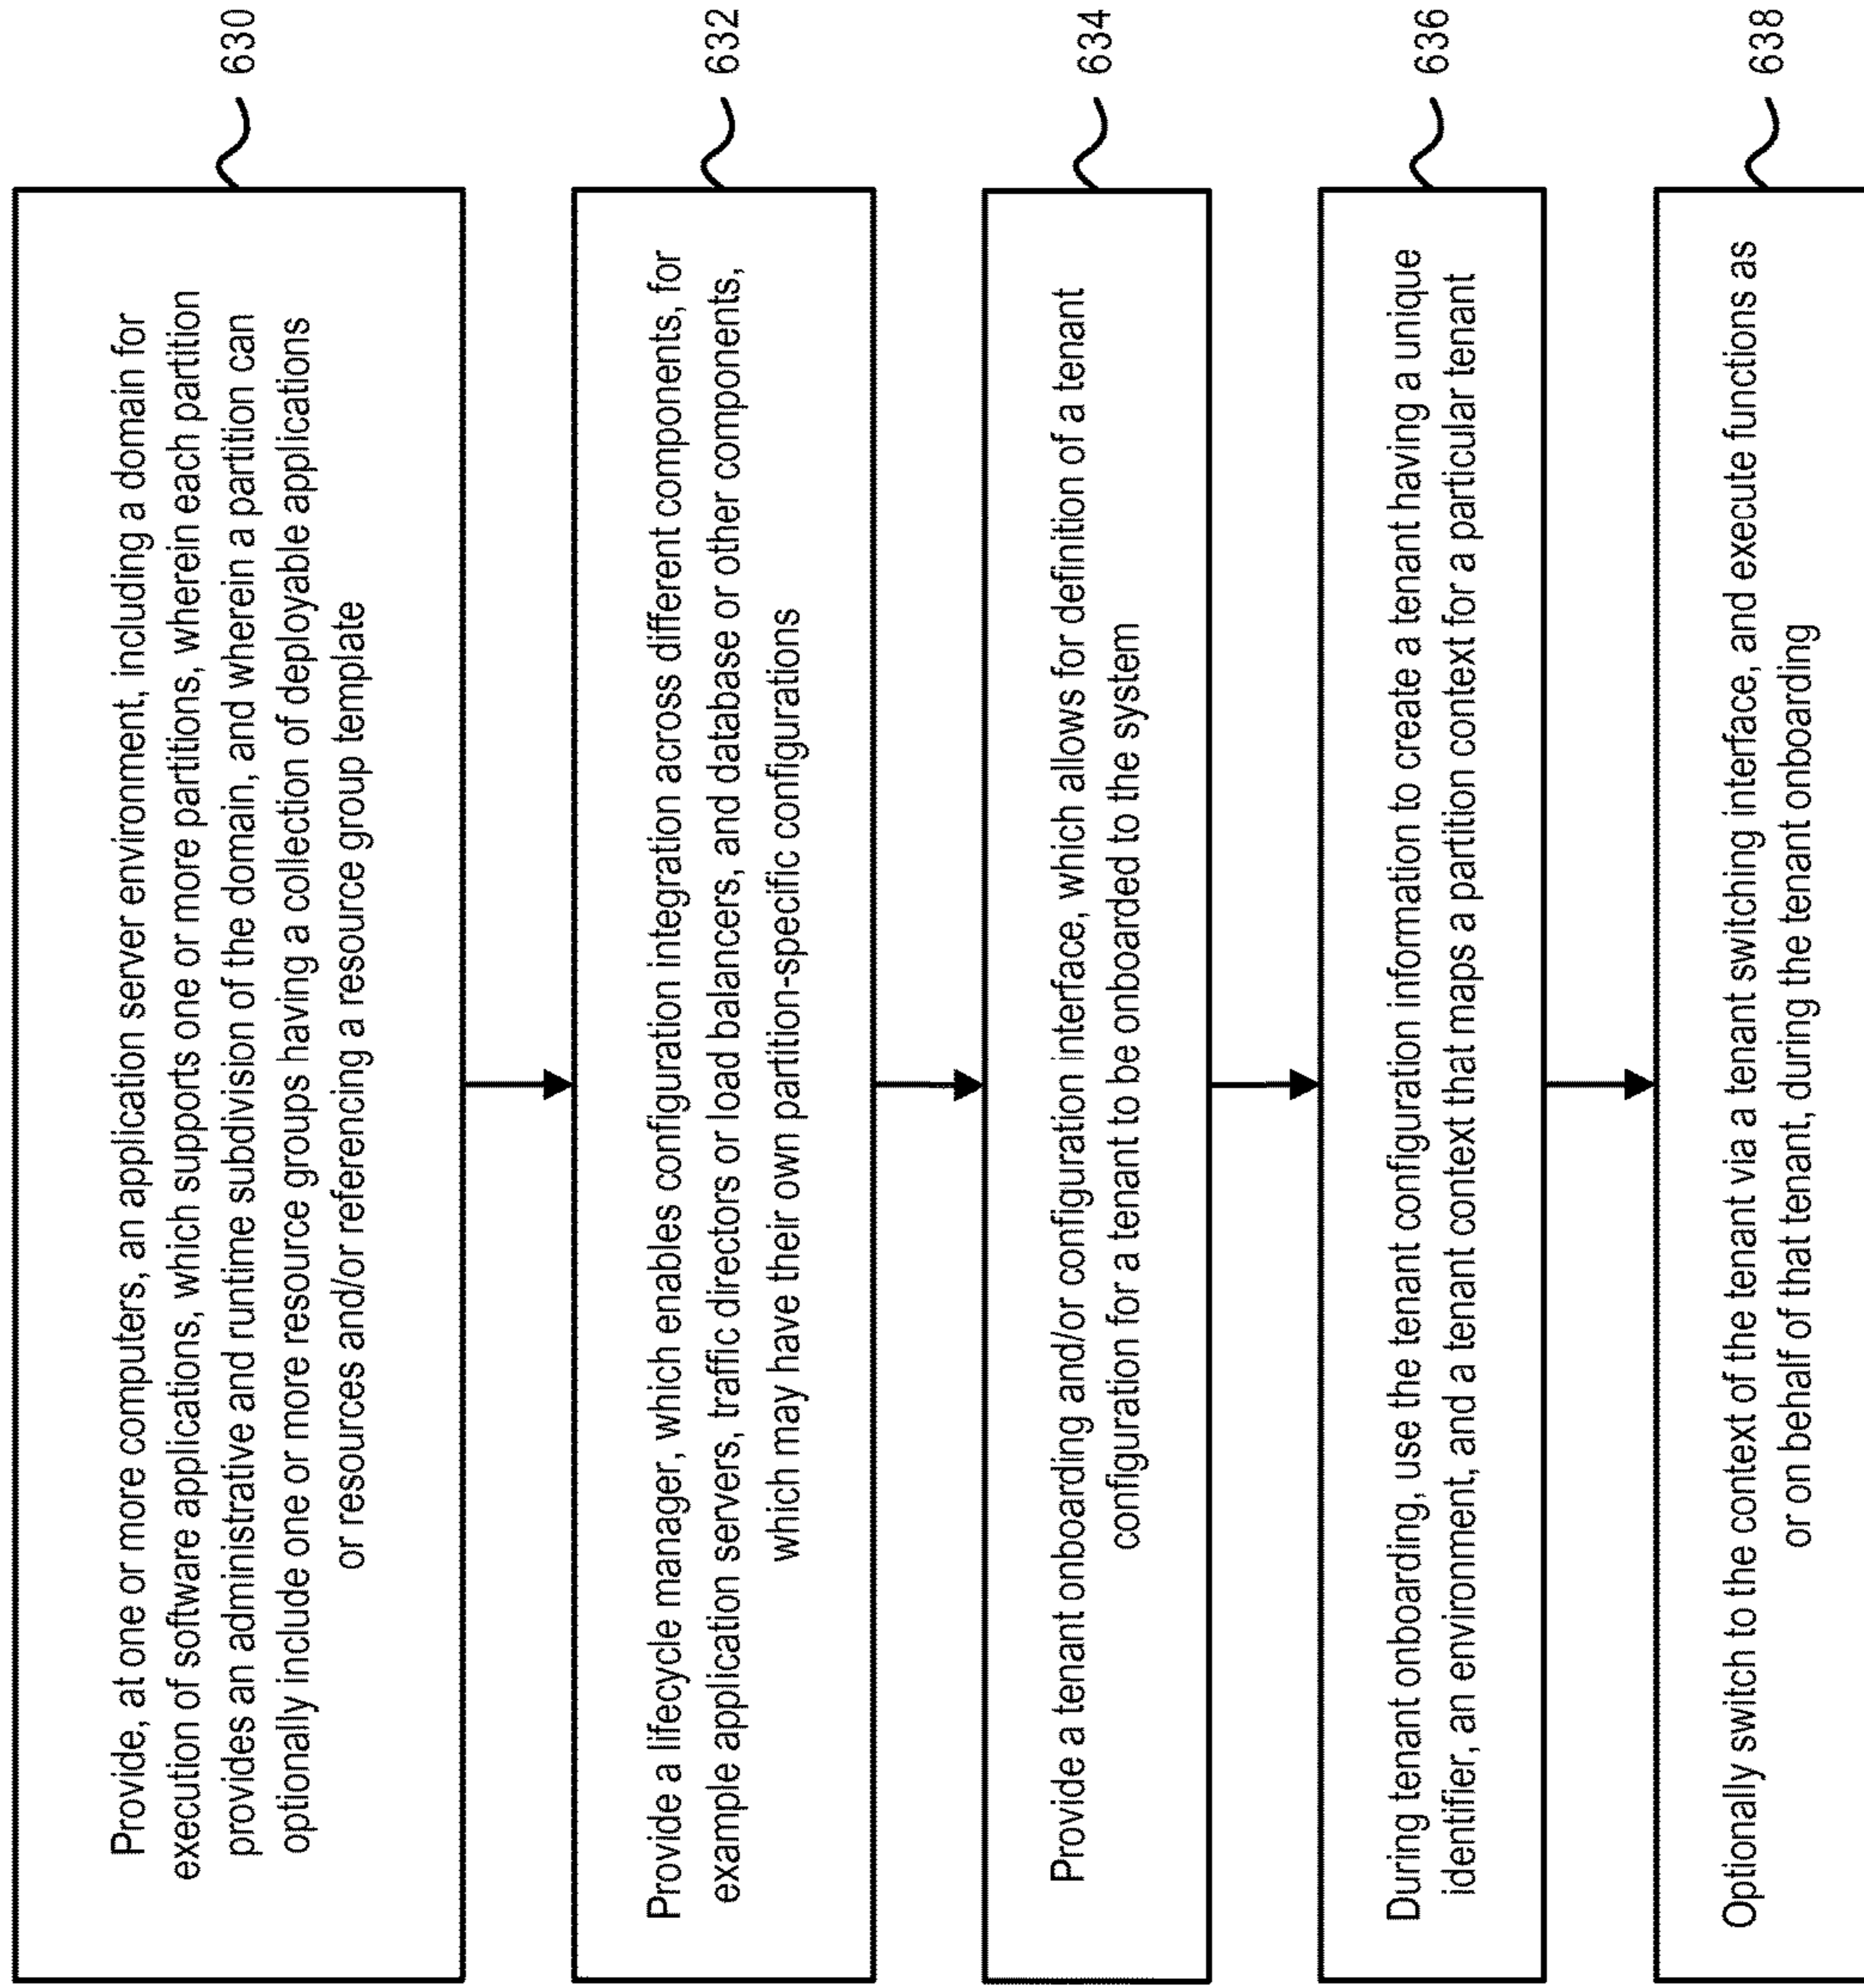 Provide, at one or more computers, an application server environment, including a domain for
execution of software applications, which supports one or more partitions, wherein each partition
provides an administrative and runtime subdivision of the domain, and wherein a partition can
optionally include one or more resource groups having a collection of deployable applications
or resources and/or referencing a resource group template
630
Provide a lifecycle manager, which enables configuration integration across different components, for
example application servers, traffic directors or load balancers, and database or other components,
which may have their own partition-specific configurations
632
Provide a tenant onboarding and/or configuration interface, which allows for definition of a tenant
configuration for a tenant to be onboarded to the system
634
During tenant onboarding, use the tenant configuration information to create a tenant having a unique
identifier, an environment, and a tenant context that maps a partition context for a particular tenant
636
Optionally switch to the context of the tenant via a tenant switching interface, and execute functions as
or on behalf of that tenant, during the tenant onboarding
638